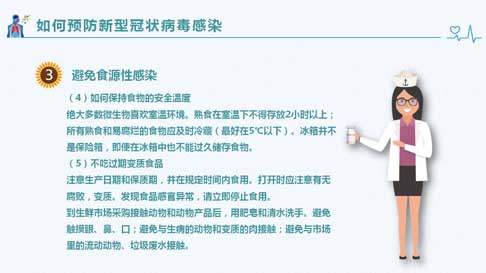 如何预防新型冠状病毒感染
3 避免食源性感染
（4）如何保持食物的安全温度
绝大多数微生物喜欢室温环境。熟食在室温下不得存放2小时以上；
所有熟食和易腐烂的食物应及时冷藏（最好在5℃以下）。冰箱并不
是保险箱，即使在冰箱中也不能过久储存食物。
（5）不吃过期变质食品
注意生产日期和保质期，并在规定时间内食用。打开时应注意有无
腐败，变质。发现食品感官异常，请立即停止食用。
到生鲜市场采购接触动物和动物产品后，用肥皂和清水洗手。避免
触摸眼、鼻、口；避免与生病的动物和变质的肉接触；避免与市场
里的流动动物、垃圾废水接触。